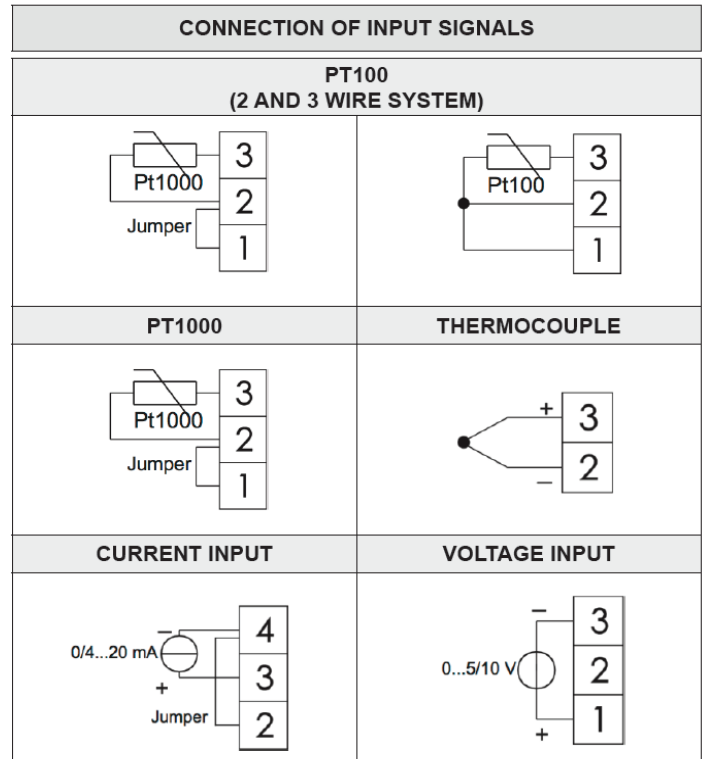 CONNECTION OF INPUT SIGNALS
PT100
(2 AND 3 WIRE SYSTEM)
Pt1000
Jumper
3
2
1
Pt100
3
2
1
PT1000
THERMOCOUPLE
Pt1000
Jumper
3
2
1
+
–
3
2
CURRENT INPUT
VOLTAGE INPUT
–
0/4...20 mA
+
Jumper
4
3
2
–
0...5/10 V
+
3
2
1